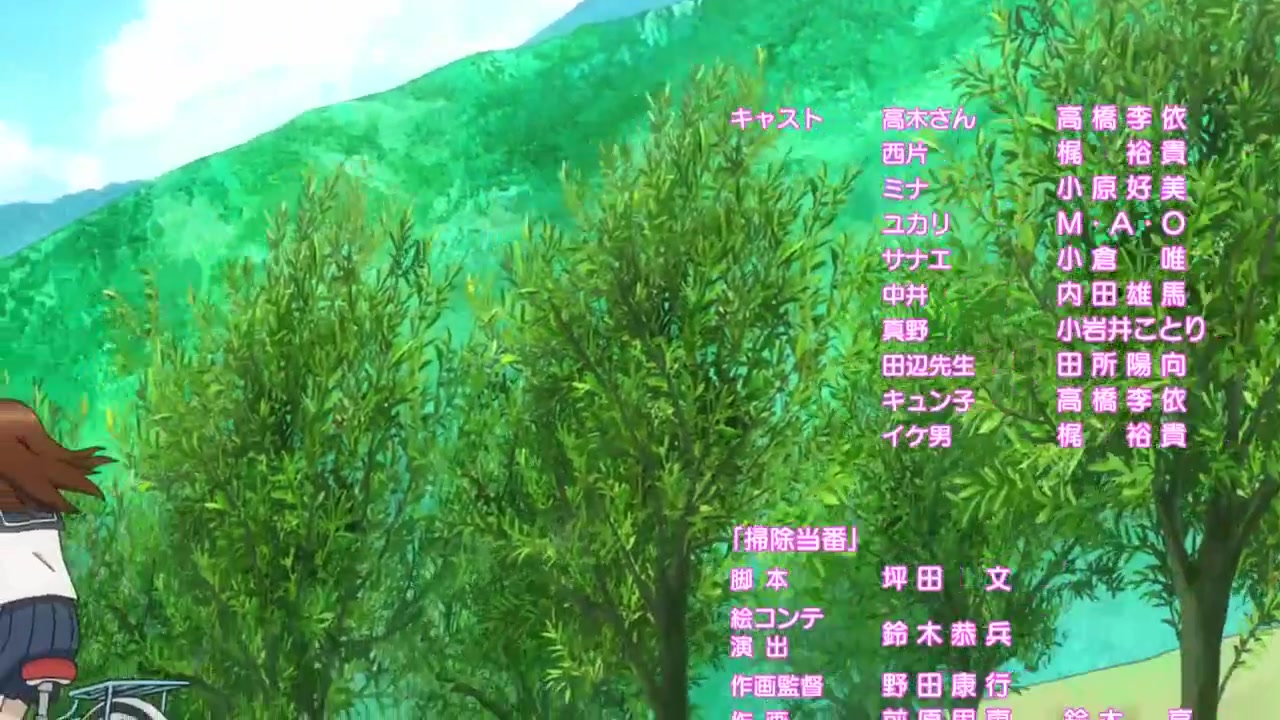 キャスト 高木さん 高橋李依
西片 梶 裕貴
ミナ 小原好美
ユカリ M・A・O
サナエ 小倉 唯
中井 内田雄馬
真野 小岩井ことり
田辺先生 田所陽向
キュン子 高橋李依
イケ男 梶 裕貴
「掃除当番」
脚本 坪田 文
絵コンテ
演出 鈴木恭兵
作画監督 野田康行